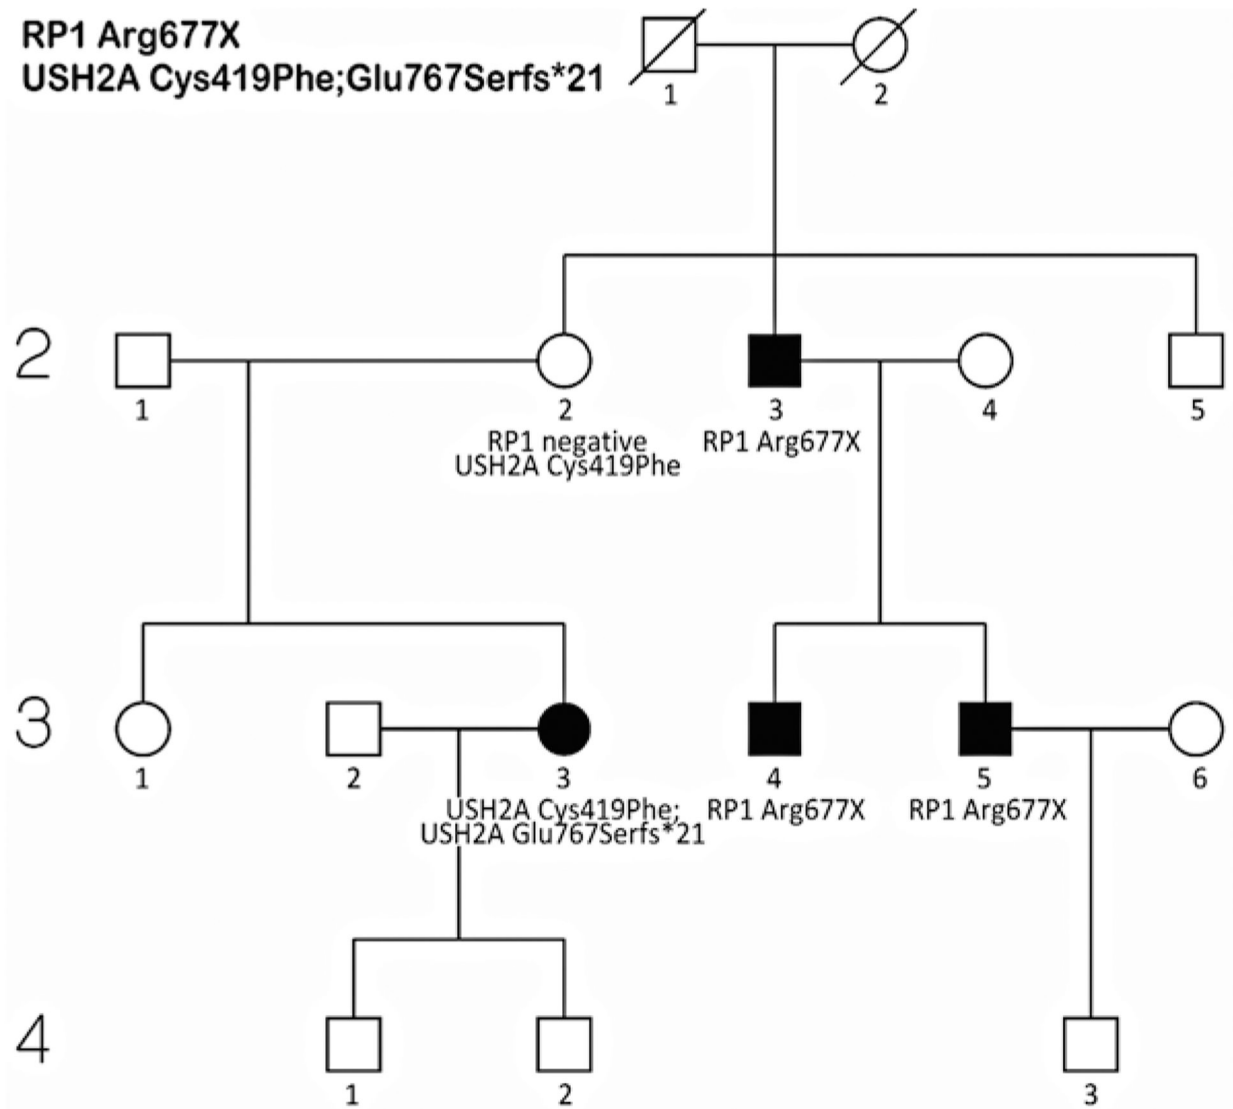 RP1 Arg677X
USH2A Cys419Phe;Glu767Serfs*21
1 2
2
1 2 3 4 5
RP1 negative RP1 Arg677X
USH2A Cys419Phe
3
1 2 3 4 5 6
USH2A Cys419Phe; RP1 Arg677X RP1 Arg677X
USH2A Glu767Serfs*21
4
1 2 3